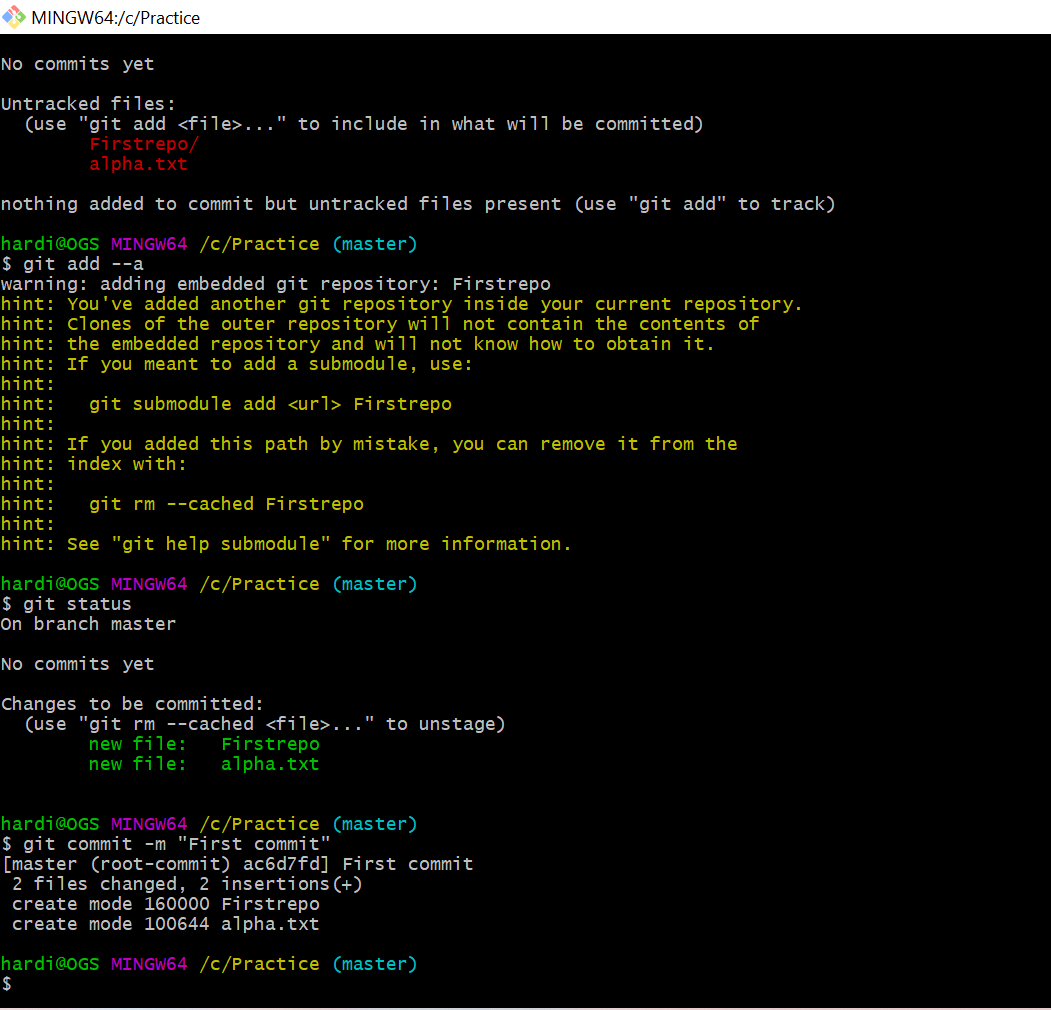 MINGW64:/c/Practice
No commits yet
Untracked files:
  (use "git add <file>..." to include in what will be committed)
        Firstrepo/
        alpha.txt
nothing added to commit but untracked files present (use "git add" to track)
hardi@OGS MINGW64 /c/Practice (master)
$ git add --a
warning: adding embedded git repository: Firstrepo
hint: You've added another git repository inside your current repository.
hint: Clones of the outer repository will not contain the contents of
hint: the embedded repository and will not know how to obtain it.
hint: If you meant to add a submodule, use:
hint:
hint:   git submodule add <url> Firstrepo
hint:
hint: If you added this path by mistake, you can remove it from the
hint: index with:
hint:
hint:   git rm --cached Firstrepo
hint:
hint: See "git help submodule" for more information.
hardi@OGS MINGW64 /c/Practice (master)
$ git status
On branch master
No commits yet
Changes to be committed:
  (use "git rm --cached <file>..." to unstage)
        new file:   Firstrepo
        new file:   alpha.txt
hardi@OGS MINGW64 /c/Practice (master)
$ git commit -m "First commit"
[master (root-commit) ac6d7fd] First commit
 2 files changed, 2 insertions(+)
 create mode 160000 Firstrepo
 create mode 100644 alpha.txt
hardi@OGS MINGW64 /c/Practice (master)
$